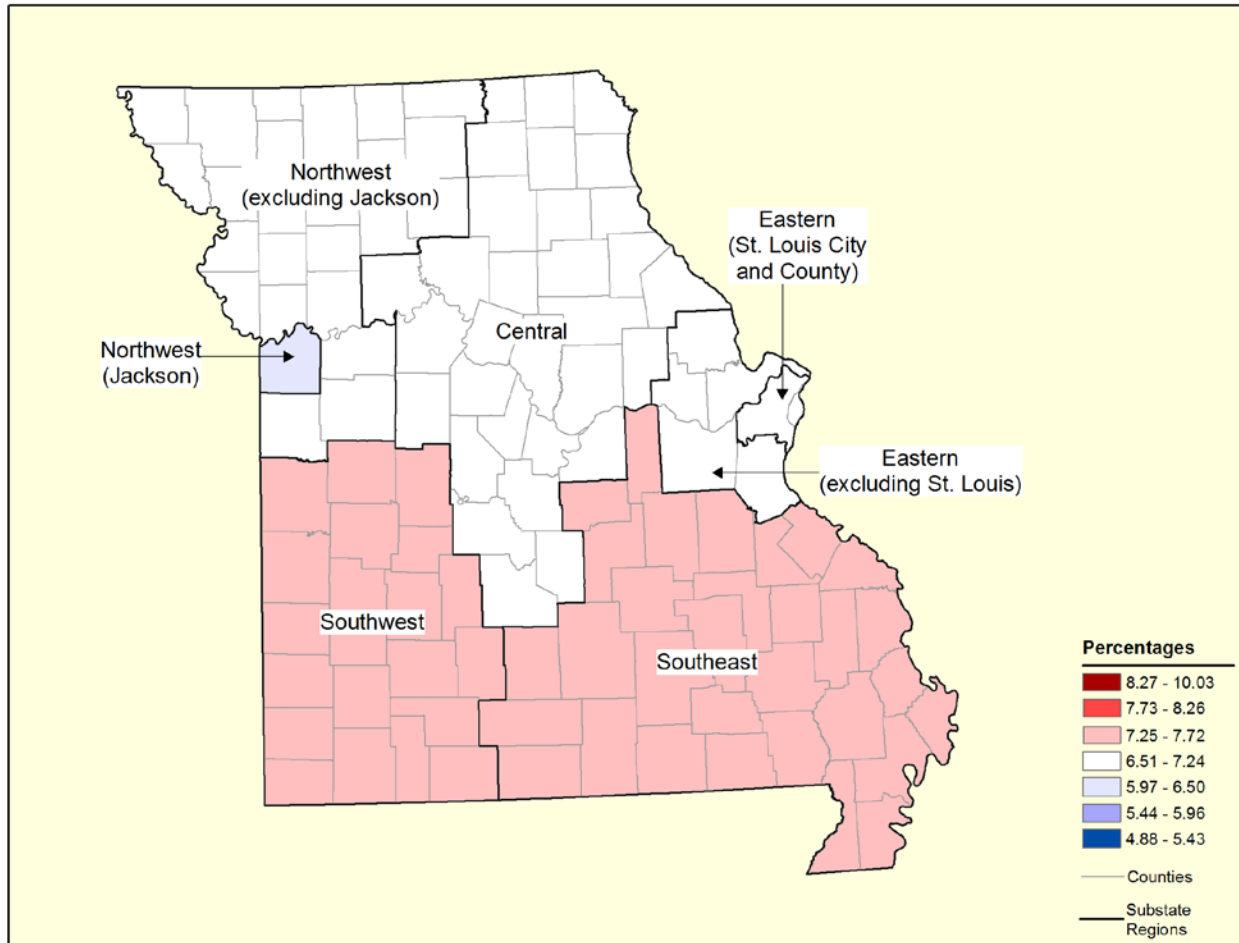 Northwest
(excluding Jackson)
Eastern
(St. Louis City
and County)
Central
Northwest
(Jackson)
Eastern
(excluding St. Louis)
Southwest
Southeast
Percentages
8.27 - 10.03
7.73 - 8.26
7.25 - 7.72
6.51 - 7.24
5.97 - 6.50
5.44 - 5.96
4.88 - 5.43
Counties
Substate
Regions